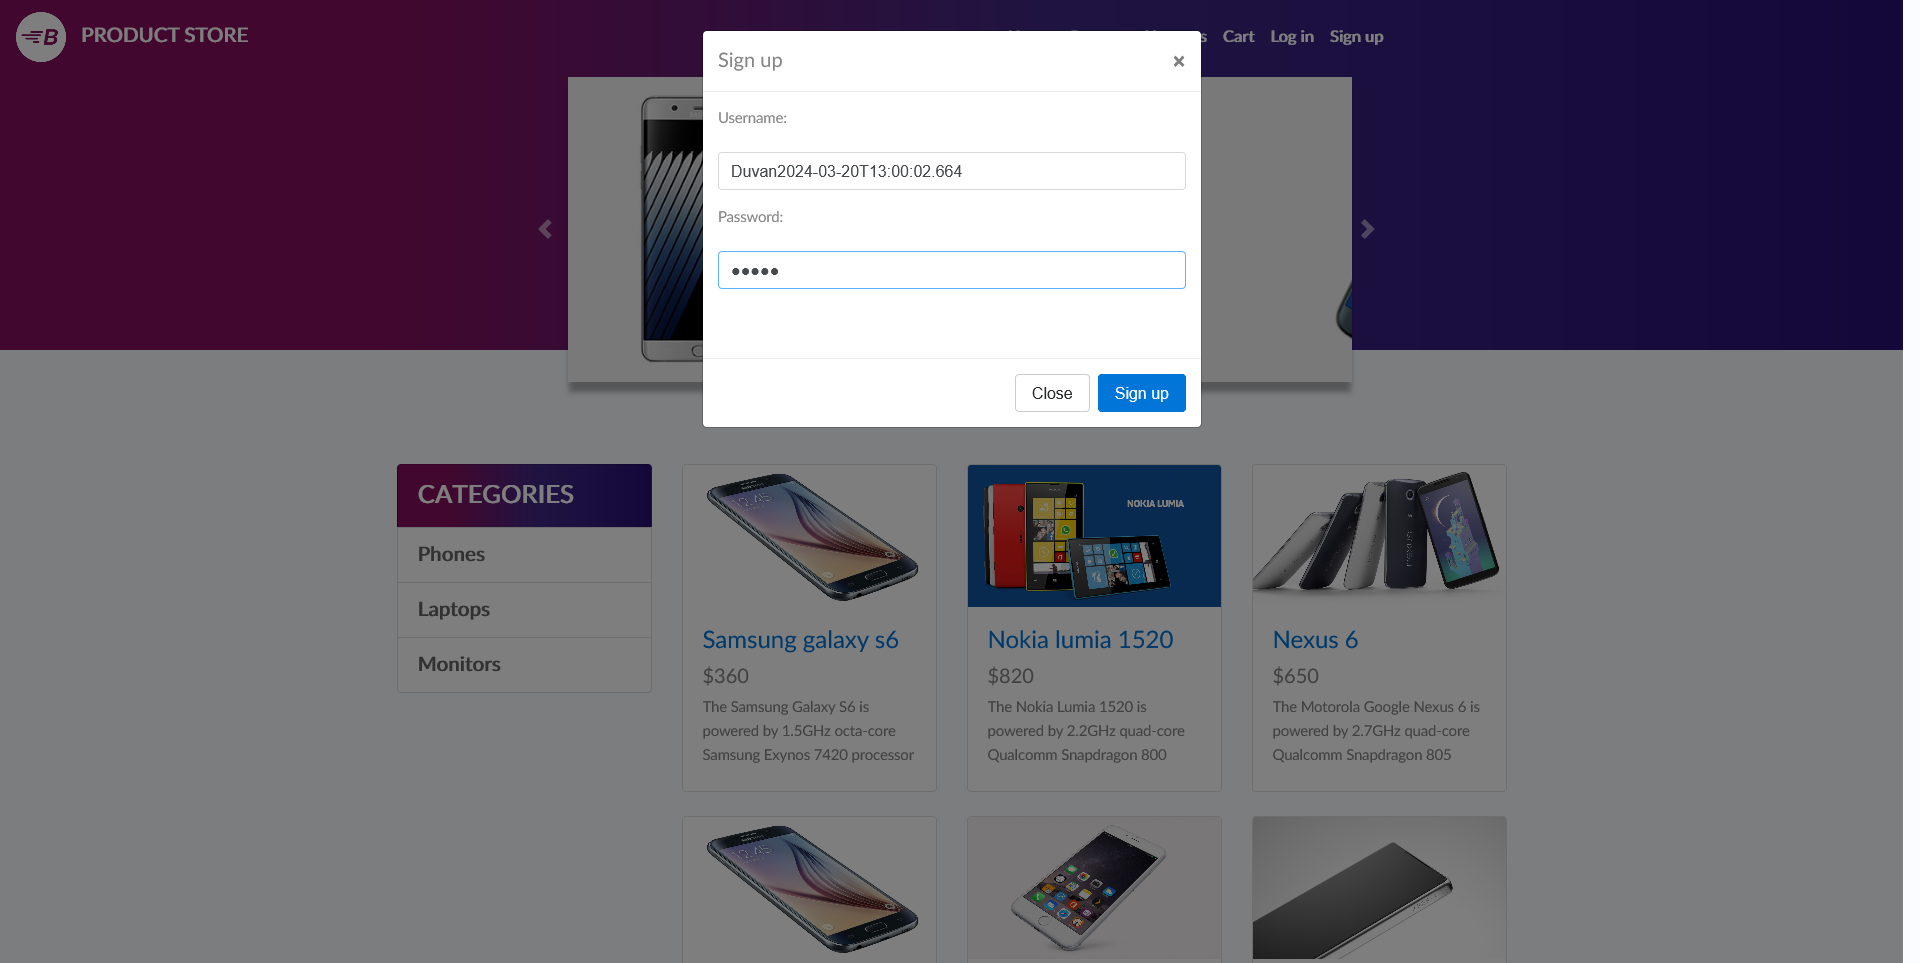 B PRODUCT STORE
Cart Log in Sign up
Sign up ×
Username:
Duvan2024-03-20T13:00:02.664
Password:
●●●●●
Close Sign up
CATEGORIES
Phones
Laptops
Monitors
NOKIA LUMIA
Samsung galaxy s6
$360
The Samsung Galaxy S6 is
powered by 1.5GHz octa-core
Samsung Exynos 7420 processor
Nokia lumia 1520
$820
The Nokia Lumia 1520 is
powered by 2.2GHz quad-core
Qualcomm Snapdragon 800
Nexus 6
$650
The Motorola Google Nexus 6 is
powered by 2.7GHz quad-core
Qualcomm Snapdragon 805